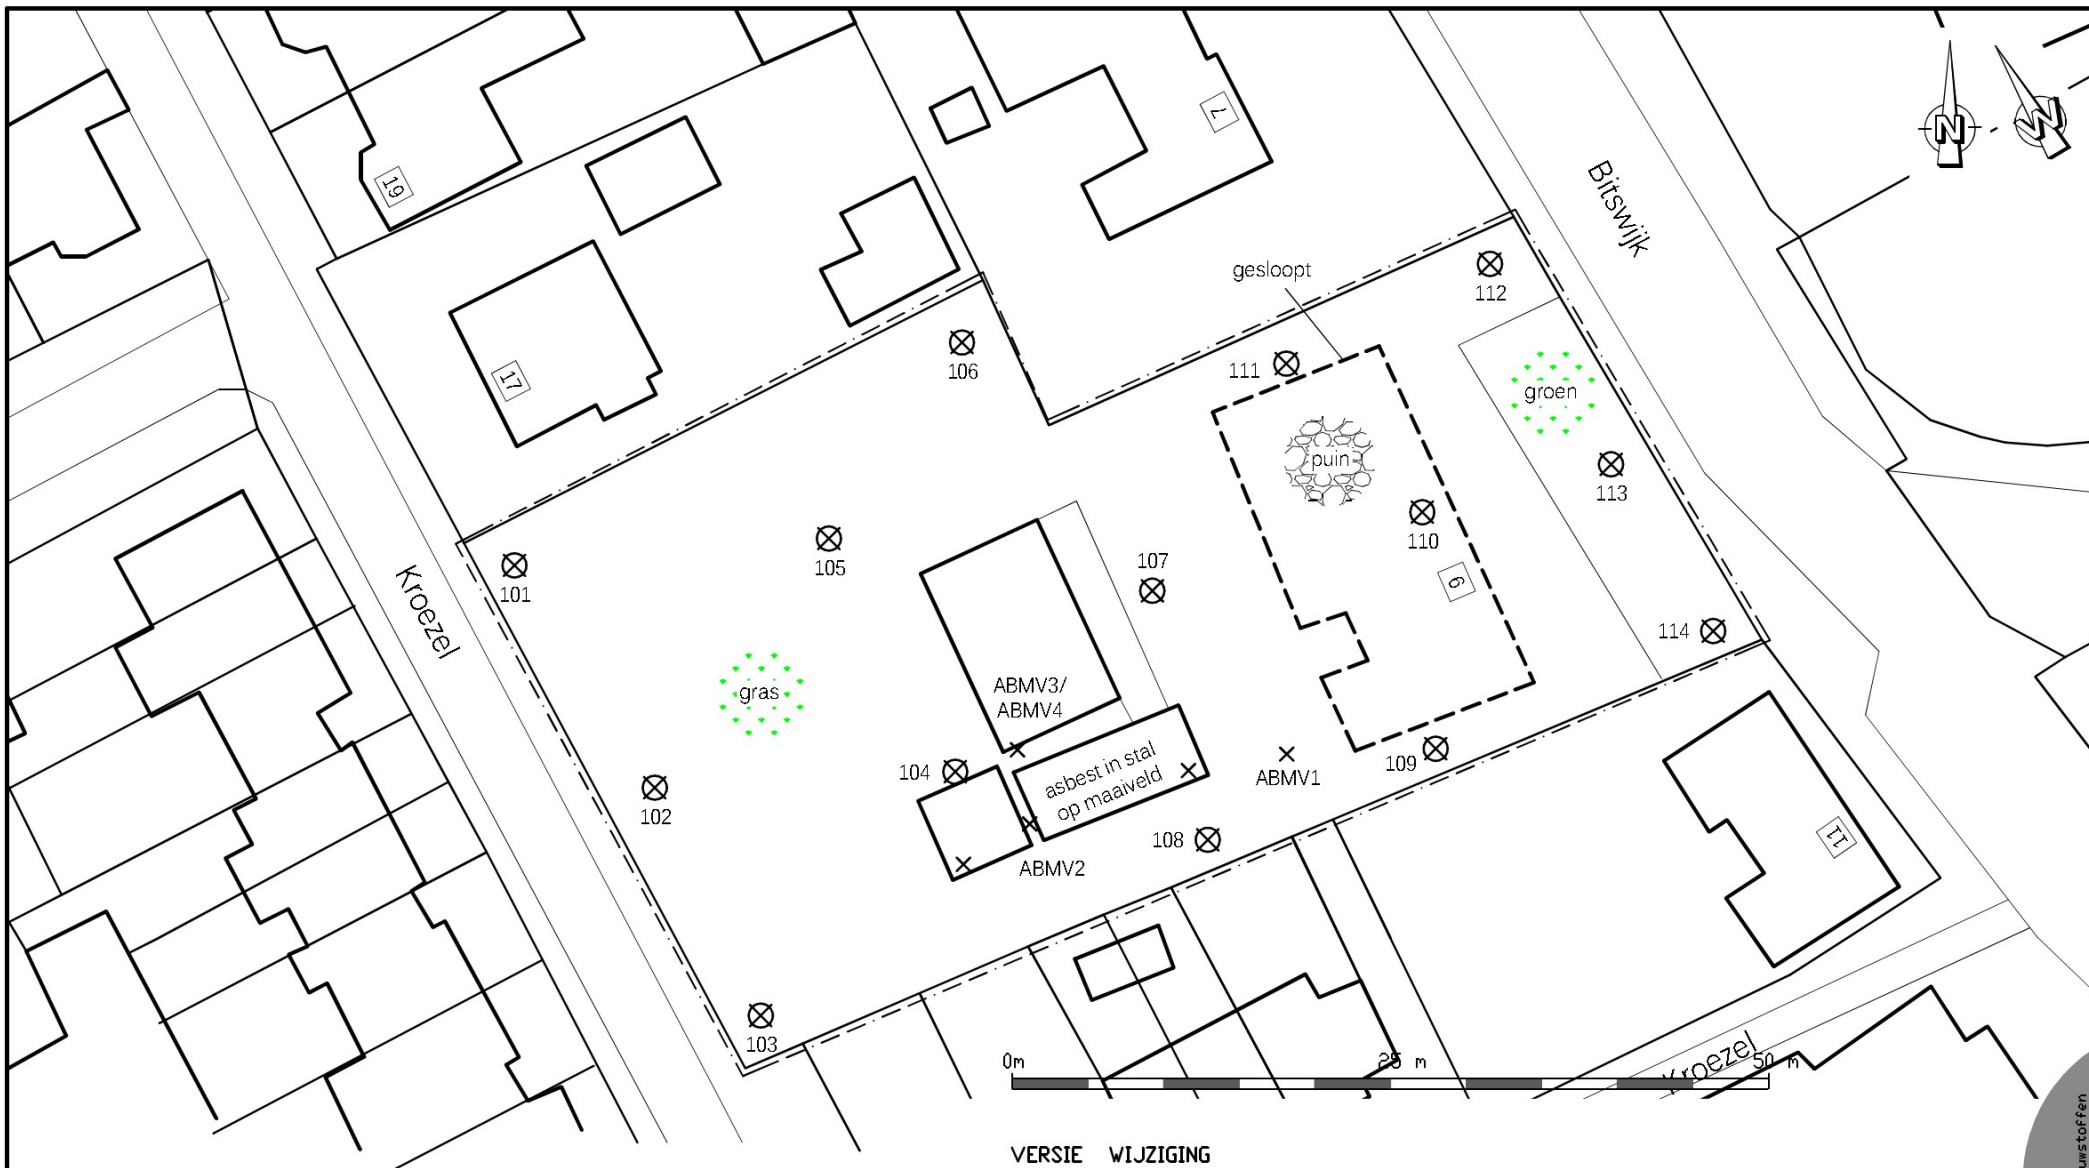 19
7
N
W
Bitswijk
gesloopt
112
106
111
17
groen
puin
113
105
110
107
101
6
Kroezel
114
gras
ABMV3/
ABMV4
asbest in stal
op maaiveld
104
ABMV1
109
102
108
ABMV2
11
103
0m
25 m
50 m
Kroezel
VERSIE WIJZIGING
uwstoffen